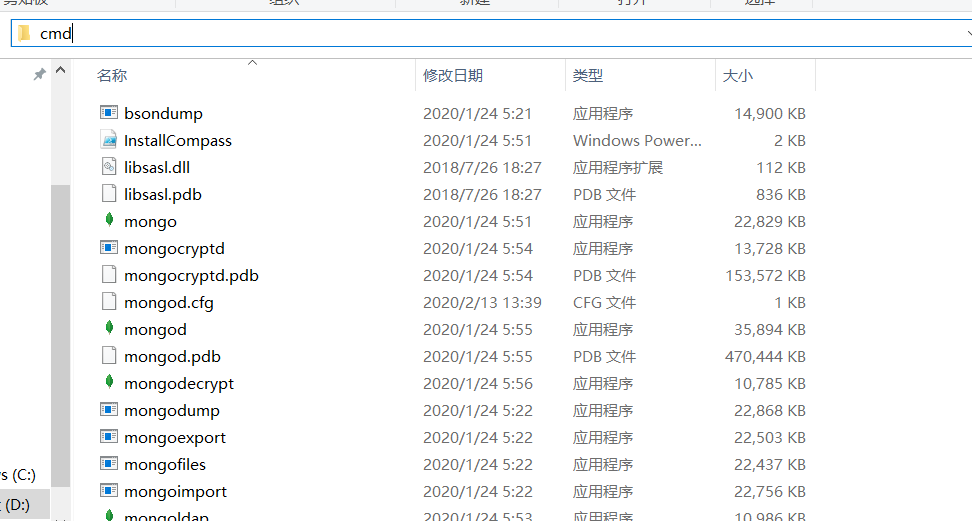 剪贴板 组织 新建 打开 选择
cmd
名称 修改日期 类型 大小
bsondump 2020/1/24 5:21 应用程序 14,900 KB
InstallCompass 2020/1/24 5:51 Windows Power... 2 KB
libsasl.dll 2018/7/26 18:27 应用程序扩展 112 KB
libsasl.pdb 2018/7/26 18:27 PDB 文件 836 KB
mongo 2020/1/24 5:51 应用程序 22,829 KB
mongocryptd 2020/1/24 5:54 应用程序 13,728 KB
mongocryptd.pdb 2020/1/24 5:54 PDB 文件 153,572 KB
mongod.cfg 2020/2/13 13:39 CFG 文件 1 KB
mongod 2020/1/24 5:55 应用程序 35,894 KB
mongod.pdb 2020/1/24 5:55 PDB 文件 470,444 KB
mongodecrypt 2020/1/24 5:56 应用程序 10,785 KB
mongodump 2020/1/24 5:22 应用程序 22,868 KB
mongoexport 2020/1/24 5:22 应用程序 22,503 KB
mongofiles 2020/1/24 5:22 应用程序 22,437 KB
s (C:)
mongoimport 2020/1/24 5:22 应用程序 22,756 KB
(D:)
mongoldap 2020/1/24 5:53 应用程序 10,986 KB